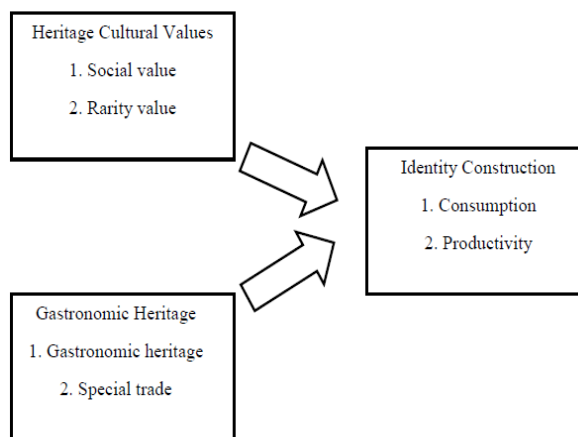 Heritage Cultural Values
1. Social value
2. Rarity value
Identity Construction
1. Consumption
2. Productivity
Gastronomic Heritage
1. Gastronomic heritage
2. Special trade